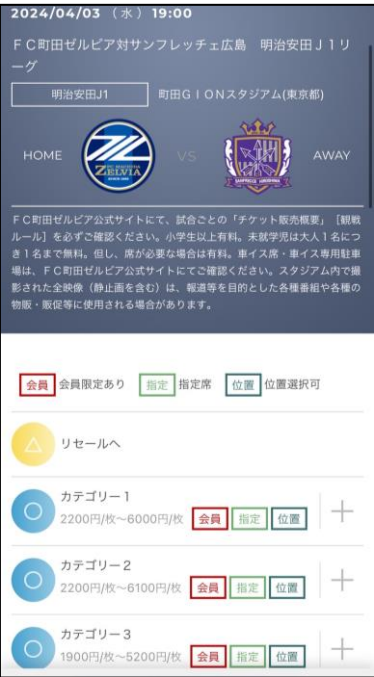 2024/04/03 （水）19:00
ＦＣ町田ゼルビア対サンフレッチェ広島　明治安田Ｊ１リ
ーグ
明治安田J1　町田ＧＩＯＮスタジアム(東京都)
HOME　ZELVIA　VS　AWAY
ＦＣ町田ゼルビア公式サイトにて、試合ごとの「チケット販売概要」［観戦
ルール］を必ずご確認ください。小学生以上有料。未就学児は大人１名につ
き１名まで無料。但し、席が必要な場合は有料。車イス席・車イス専用駐車
場は、ＦＣ町田ゼルビア公式サイトにてご確認ください。スタジアム内で撮
影された全映像（静止画を含む）は、報道等を目的とした各種番組や各種の
物販・販促等に使用される場合があります。
会員　会員限定あり　指定　指定席　位置　位置選択可
リセールへ
カテゴリー１
2200円/枚〜6000円/枚　会員　指定　位置
カテゴリー２
2200円/枚〜6100円/枚　会員　指定　位置
カテゴリー３
1900円/枚〜5200円/枚　会員　指定　位置